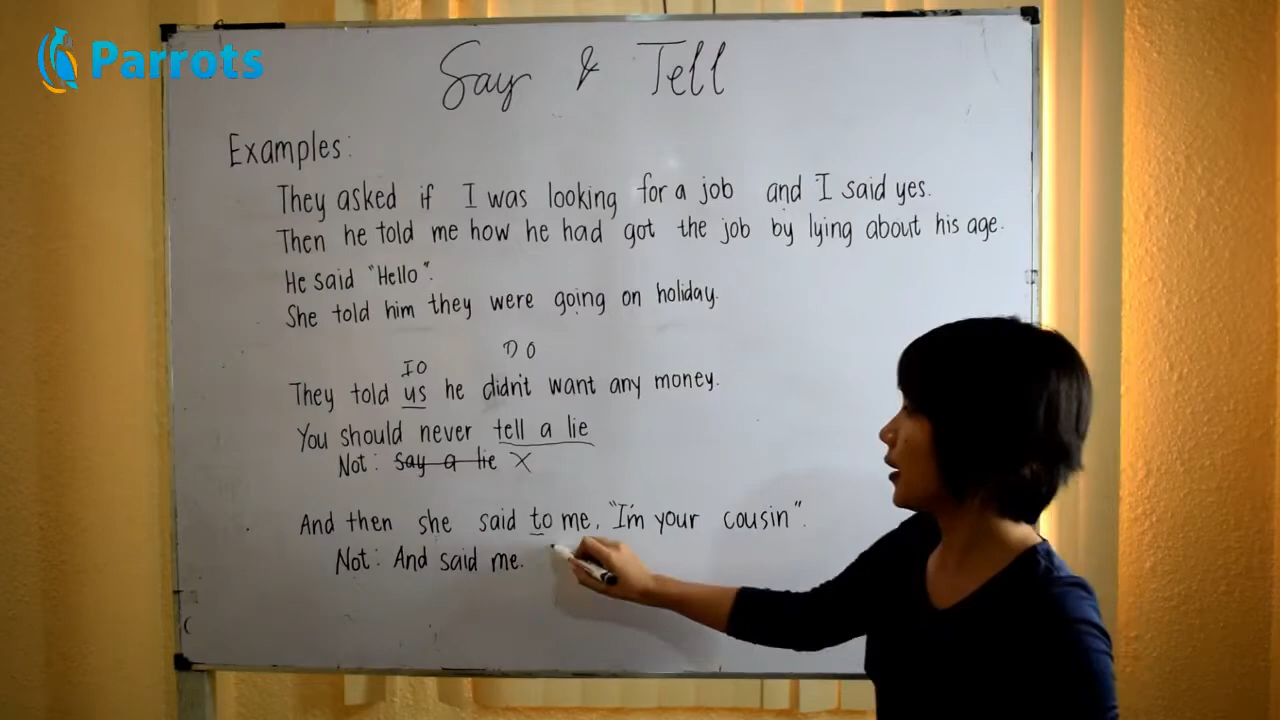 Parrots
Say & Tell
Examples:
They asked if I was looking for a job and I said yes.
Then he told me how he had got the job by lying about his age.
He said "Hello".
She told him they were going on holiday.
IO DO
They told us he didn't want any money.
You should never tell a lie
Not: Say a lie X
And then she said to me, "I'm your cousin".
Not: And said me.